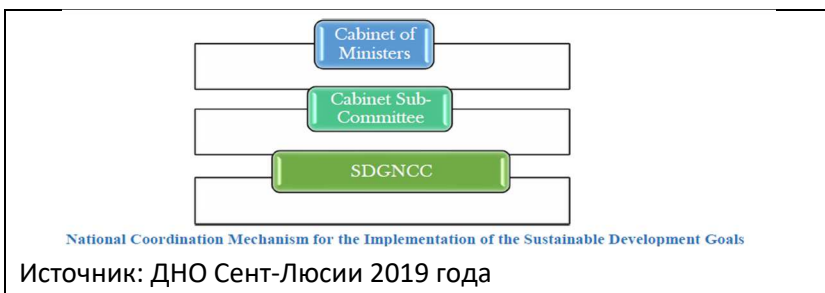 Cabinet of
Ministers
Cabinet Sub-
Committee
SDGNCC
National Coordination Mechanism for the Implementation of the Sustainable Development Goals
Источник: ДНО Сент-Люсии 2019 года